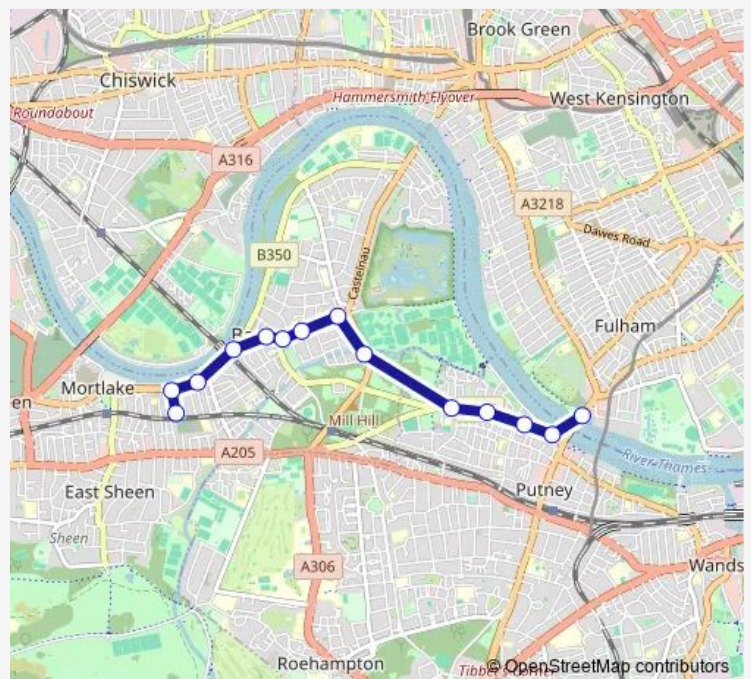 Brook Green
Chiswick
Hammersmith Flyover
West Kensington
Roundabout
A316
A3218
Dawes Road
B350
Castelnau
Fulham
Mortlake
en
Mill Hill
A205
River Thames
East Sheen
Putney
Sheen
A306
Wands
Roehampton
© OpenStreetMap contributors